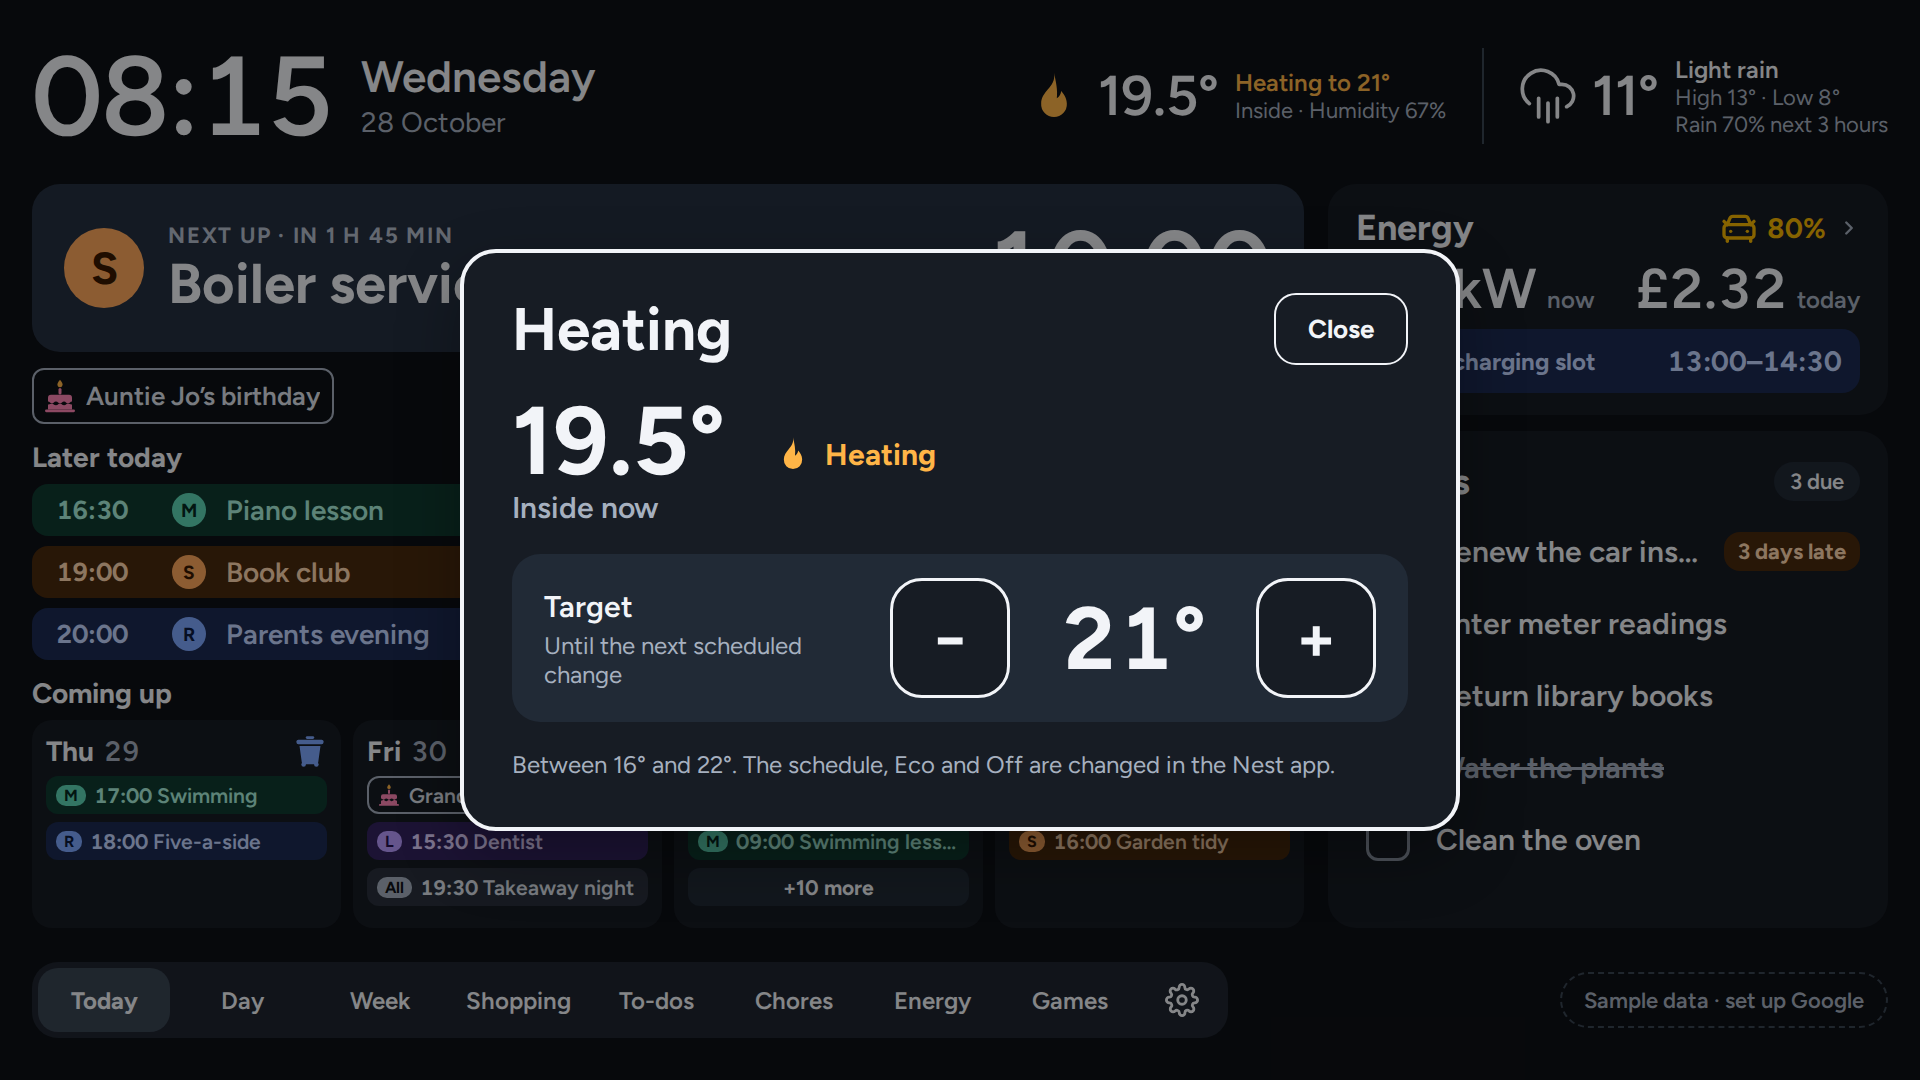 08:15
Wednesday
28 October
19.5°
Heating to 21°
Inside · Humidity 67%
11°
Light rain
High 13° · Low 8°
Rain 70% next 3 hours
S
NEXT UP · IN 1 H 45 MIN
Boiler
Energy
80%
kW now
£2.32 today
charging slot
13:00–14:30
Auntie Jo’s birthday
Later today
16:30 M Piano lesson
19:00 S Book club
20:00 R Parents evening
Heating
Close
19.5°
Heating
Inside now
Target
Until the next scheduled
change
−
21°
+
Between 16° and 22°. The schedule, Eco and Off are changed in the Nest app.
3 due
the car ins...
3 days late
meter readings
library books
the plants
Clean the oven
Coming up
Thu 29
M 17:00 Swimming
R 18:00 Five-a-side
Fri 30
L 15:30 Dentist
All 19:30 Takeaway night
M 09:00 Swimming less...
+10 more
S 16:00 Garden tidy
Today
Day
Week
Shopping
To-dos
Chores
Energy
Games
Sample data · set up Google